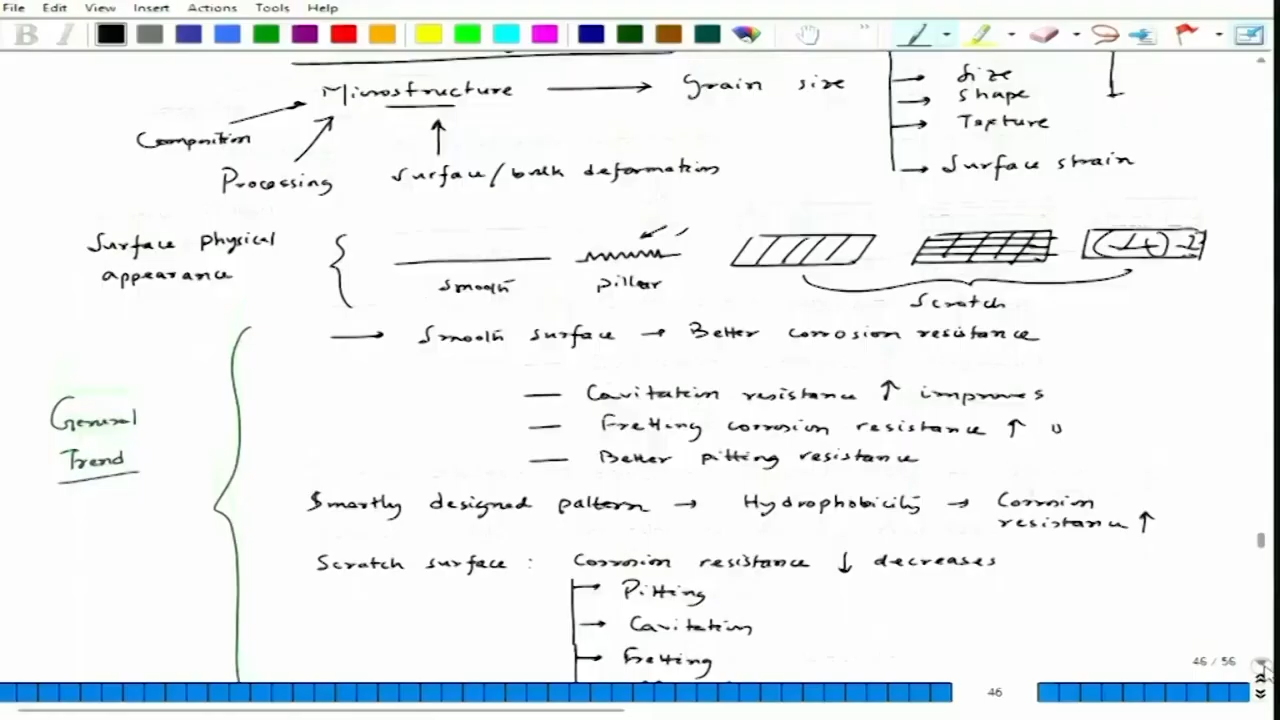 File Edit View Insert Actions Tools Help
B I
Microstructure → Grain size
Composition
Processing
Surface/bulk deformation
→ Size
→ Shape
→ Texture
→ Surface strain
Surface physical
appearance
Smooth
pillar
Scratch
→ Smooth surface → Better corrosion resistance
— Cavitation resistance ↑ improves
— Fretting corrosion resistance ↑ "
— Better pitting resistance
General
Trend
Smartly designed pattern → Hydrophobicity → Corrosion
resistance ↑
Scratch surface : Corrosion resistance ↓ decreases
→ Pitting
→ Cavitation
→ Fretting
46 / 56
46